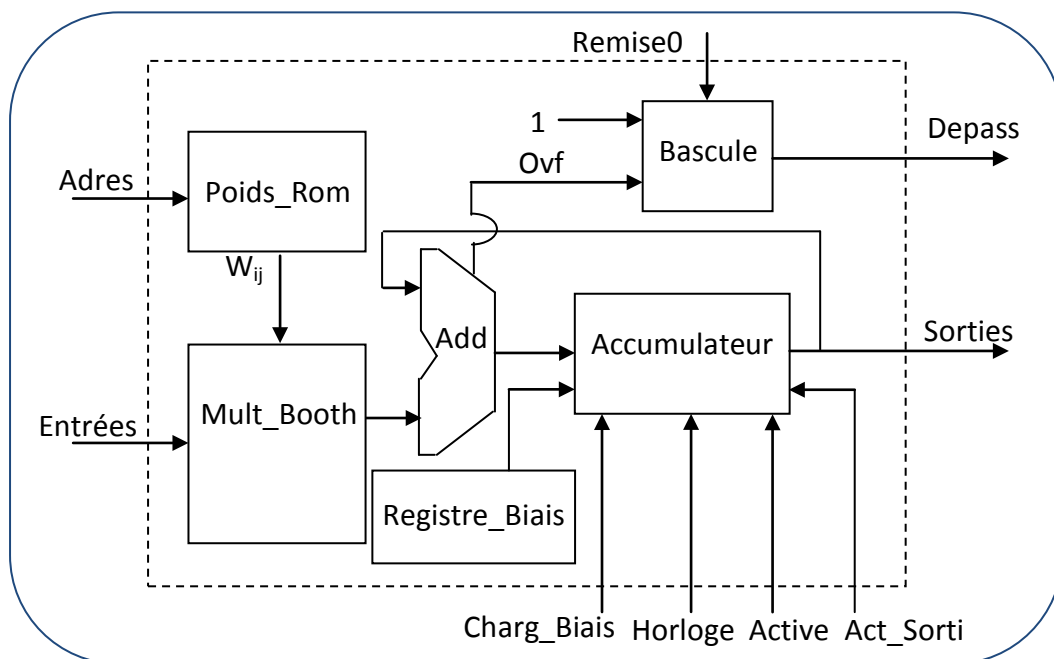 Remise0
1
Bascule
Depass
Ovf
Adres
Poids_Rom
Wij
Add
Accumulateur
Sorties
Entrées
Mult_Booth
Registre_Biais
Charg_Biais
Horloge
Active
Act_Sorti